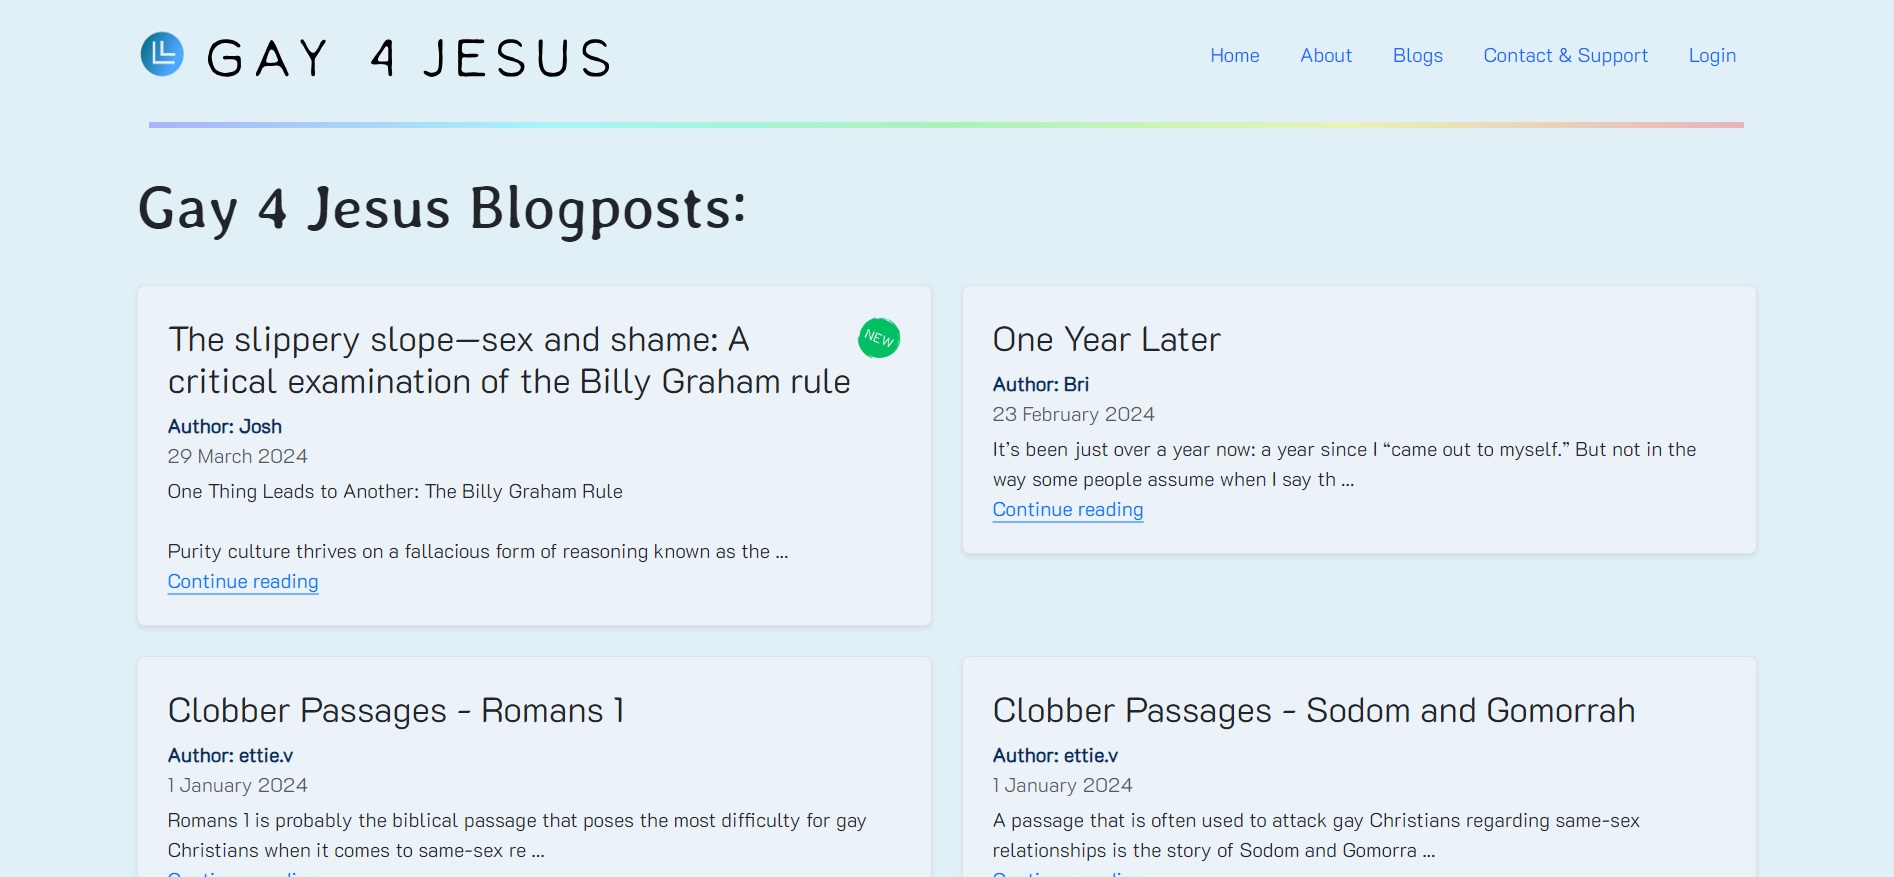 GAY 4 JESUS
Home About Blogs Contact & Support Login
Gay 4 Jesus Blogposts:
The slippery slope—sex and shame: A
critical examination of the Billy Graham rule
NEW
Author: Josh
29 March 2024
One Thing Leads to Another: The Billy Graham Rule
Purity culture thrives on a fallacious form of reasoning known as the ...
Continue reading
One Year Later
Author: Bri
23 February 2024
It’s been just over a year now: a year since I “came out to myself.” But not in the
way some people assume when I say th ...
Continue reading
Clobber Passages - Romans 1
Author: ettie.v
1 January 2024
Romans 1 is probably the biblical passage that poses the most difficulty for gay
Christians when it comes to same-sex re ...
Clobber Passages - Sodom and Gomorrah
Author: ettie.v
1 January 2024
A passage that is often used to attack gay Christians regarding same-sex
relationships is the story of Sodom and Gomorra ...